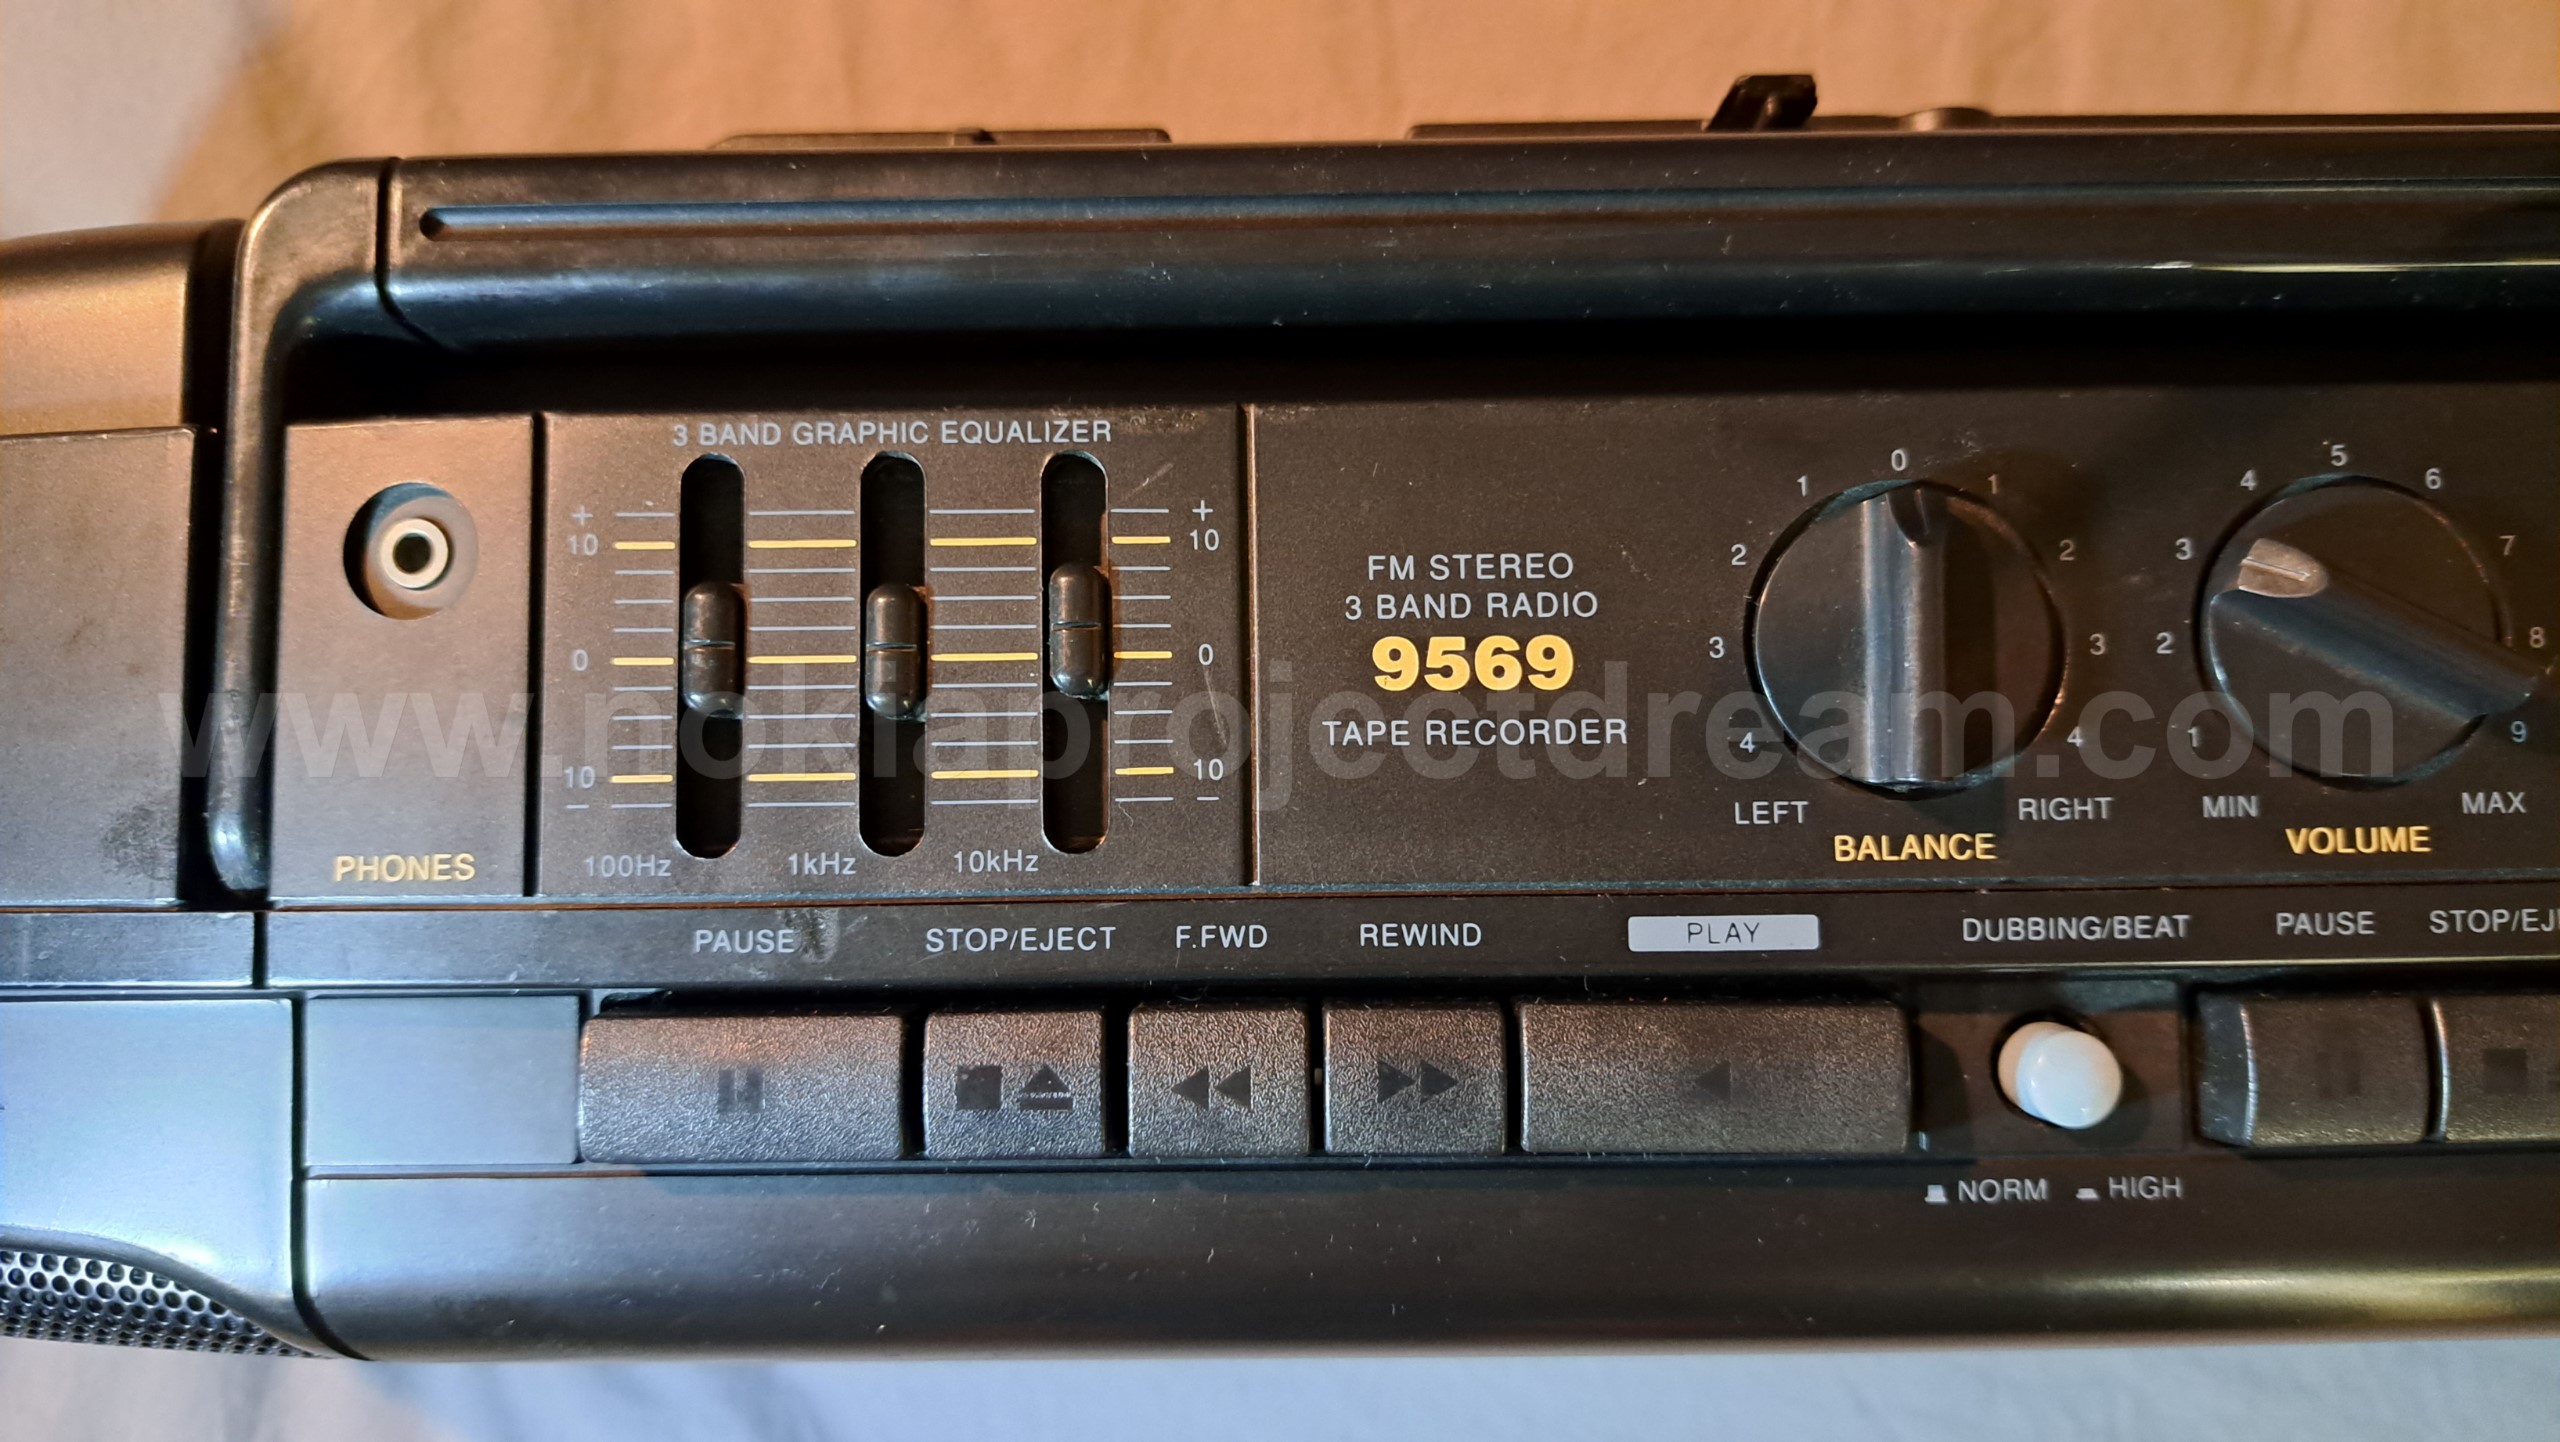 3 BAND GRAPHIC EQUALIZER
+ +
10 10
0 0
10 10
− −
100Hz 1kHz 10kHz
PHONES
FM STEREO
3 BAND RADIO
9569
TAPE RECORDER
4 3 2 1 0 1 2 3 4
LEFT RIGHT
BALANCE
1 2 3 4 5 6 7 8 9
MIN MAX
VOLUME
www.nokiaprojectdream.com
PAUSE STOP/EJECT F.FWD REWIND PLAY DUBBING/BEAT PAUSE STOP/EJ
NORM HIGH